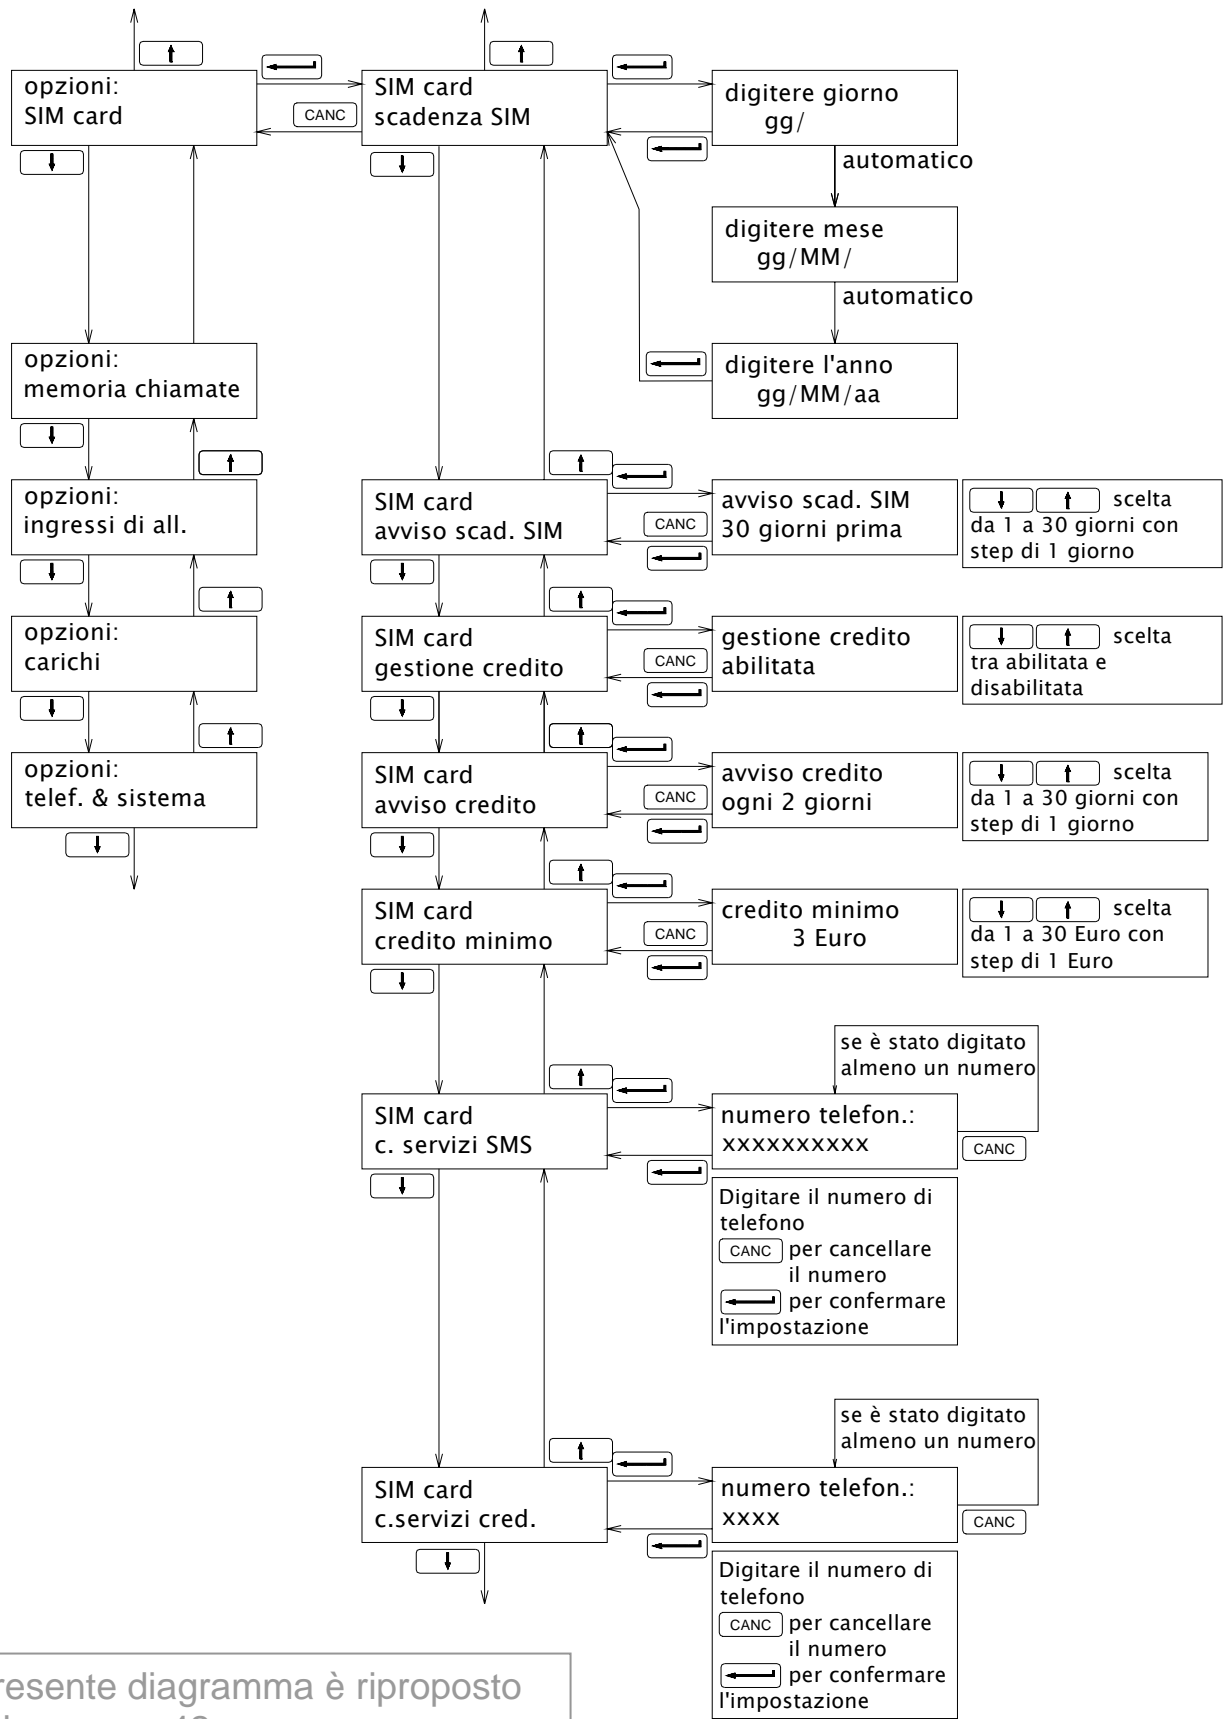 opzioni:
SIM card
CANC
SIM card
scadenza SIM
digitere giorno
gg/
automatico
digitere mese
gg/MM/
automatico
digitere l'anno
gg/MM/aa
opzioni:
memoria chiamate
opzioni:
ingressi di all.
opzioni:
carichi
opzioni:
telef. & sistema
SIM card
avviso scad. SIM
CANC
avviso scad. SIM
30 giorni prima
scelta
da 1 a 30 giorni con
step di 1 giorno
SIM card
gestione credito
CANC
gestione credito
abilitata
scelta
tra abilitata e
disabilitata
SIM card
avviso credito
CANC
avviso credito
ogni 2 giorni
scelta
da 1 a 30 giorni con
step di 1 giorno
SIM card
credito minimo
CANC
credito minimo
3 Euro
scelta
da 1 a 30 Euro con
step di 1 Euro
se è stato digitato
almeno un numero
SIM card
c. servizi SMS
numero telefon.:
xxxxxxxxxx
CANC
Digitare il numero di
telefono
CANC per cancellare
il numero
per confermare
l'impostazione
se è stato digitato
almeno un numero
SIM card
c.servizi cred.
numero telefon.:
xxxx
CANC
Digitare il numero di
telefono
CANC per cancellare
il numero
per confermare
l'impostazione
resente diagramma è riproposto